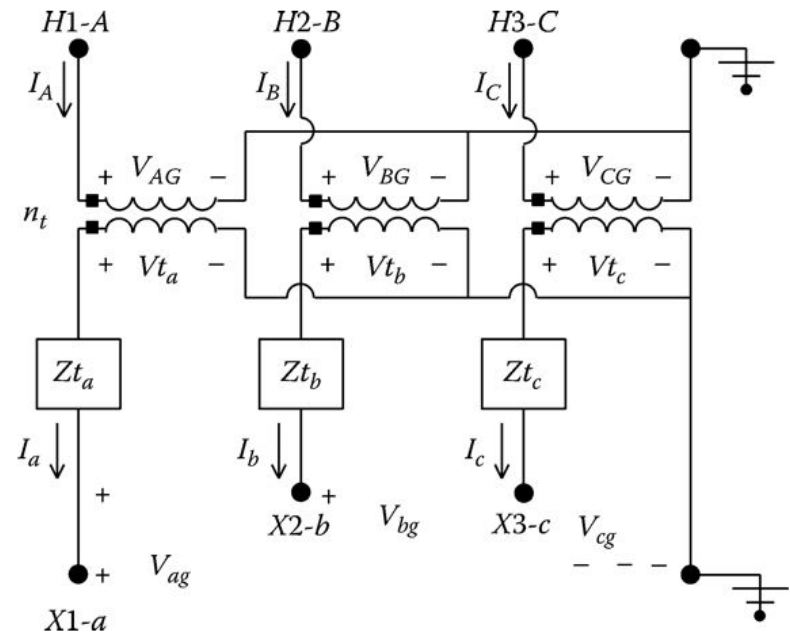 H1-A H2-B H3-C
I_A I_B I_C
+ V_AG − + V_BG − + V_CG −
n_t
+ Vt_a − + Vt_b − + Vt_c −
Zt_a Zt_b Zt_c
I_a I_b I_c
+ +
X2-b V_bg X3-c V_cg
+ V_ag − − −
X1-a